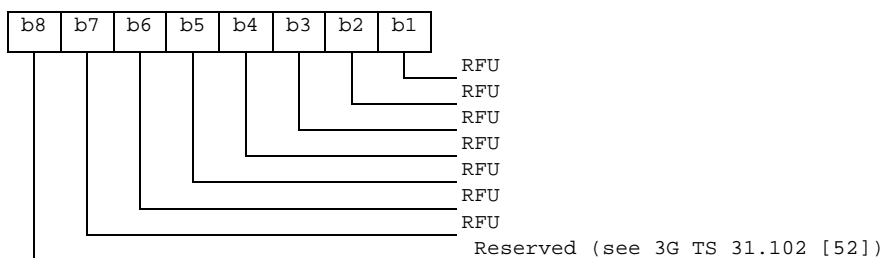 b8 b7 b6 b5 b4 b3 b2 b1
RFU
RFU
RFU
RFU
RFU
RFU
RFU
Reserved (see 3G TS 31.102 [52])